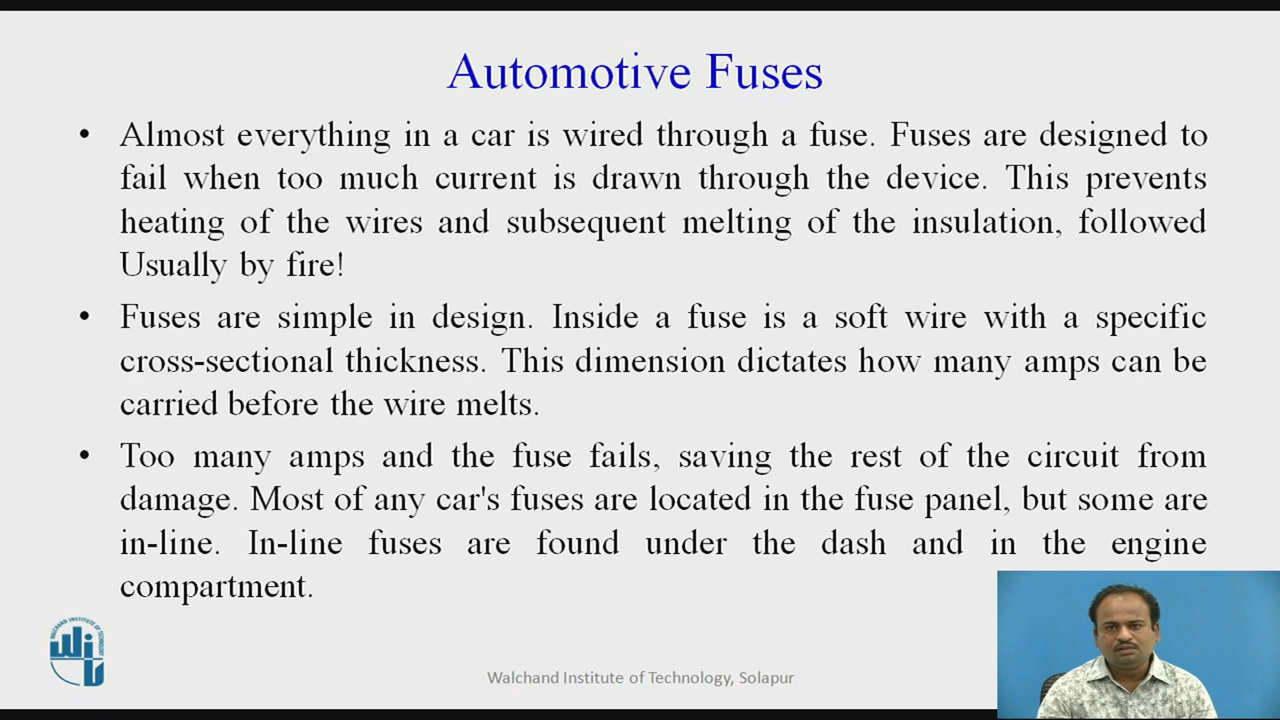 Automotive Fuses
• Almost everything in a car is wired through a fuse. Fuses are designed to
fail when too much current is drawn through the device. This prevents
heating of the wires and subsequent melting of the insulation, followed
Usually by fire!
• Fuses are simple in design. Inside a fuse is a soft wire with a specific
cross-sectional thickness. This dimension dictates how many amps can be
carried before the wire melts.
• Too many amps and the fuse fails, saving the rest of the circuit from
damage. Most of any car's fuses are located in the fuse panel, but some are
in-line. In-line fuses are found under the dash and in the engine
compartment.
WALCHAND INSTITUTE OF TECHNOLOGY
WIT
Walchand Institute of Technology, Solapur